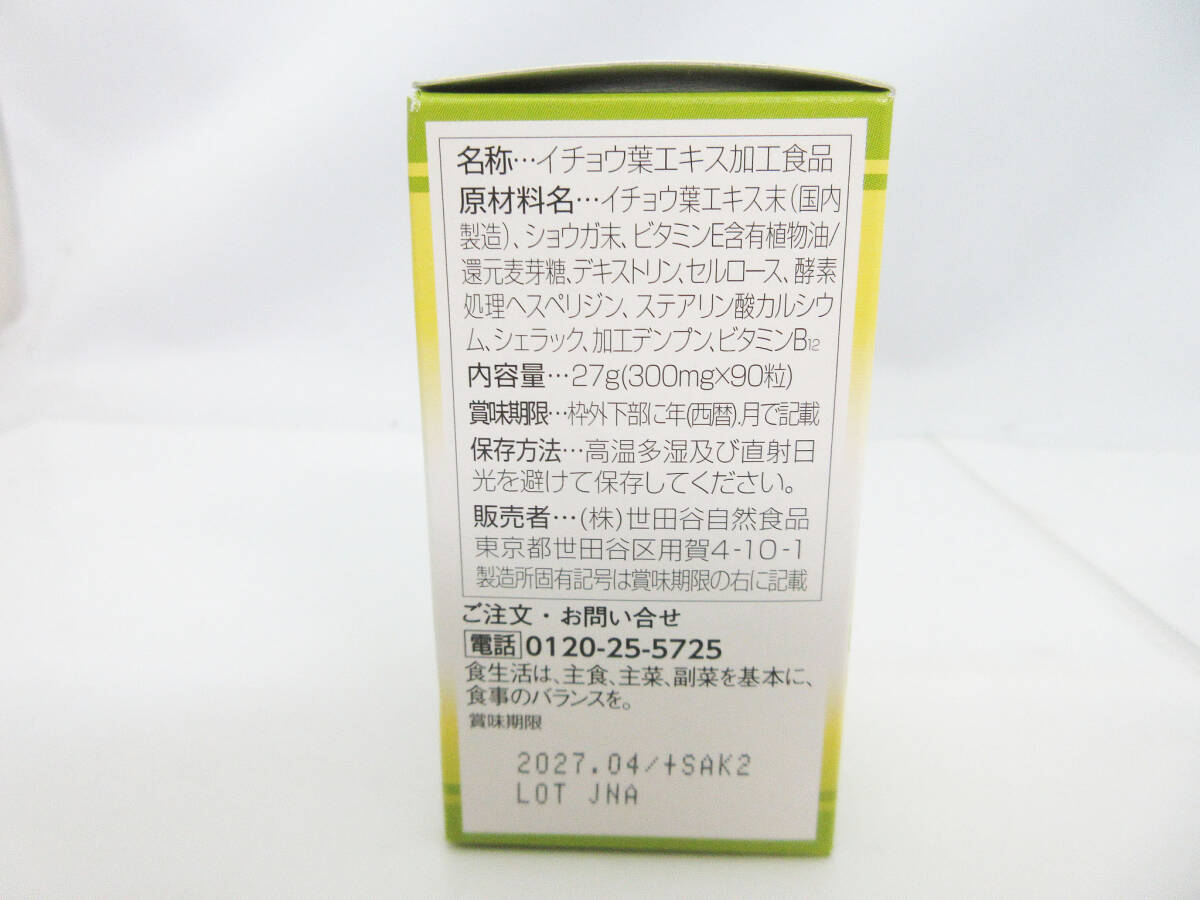 名称…イチョウ葉エキス加工食品
原材料名…イチョウ葉エキス末(国内
製造)、ショウガ末、ビタミンE含有植物油/
還元麦芽糖、デキストリン、セルロース、酵素
処理ヘスペリジン、ステアリン酸カルシウ
ム、シェラック、加工デンプン、ビタミンB12
内容量…27g(300mg×90粒)
賞味期限…枠外下部に年(西暦).月で記載
保存方法…高温多湿及び直射日
光を避けて保存してください。
販売者…(株)世田谷自然食品
東京都世田谷区用賀4-10-1
製造所固有記号は賞味期限の右に記載
ご注文・お問い合せ
電話 0120-25-5725
食生活は、主食、主菜、副菜を基本に、
食事のバランスを。
賞味期限
2027.04/+SAK2
LOT JNA